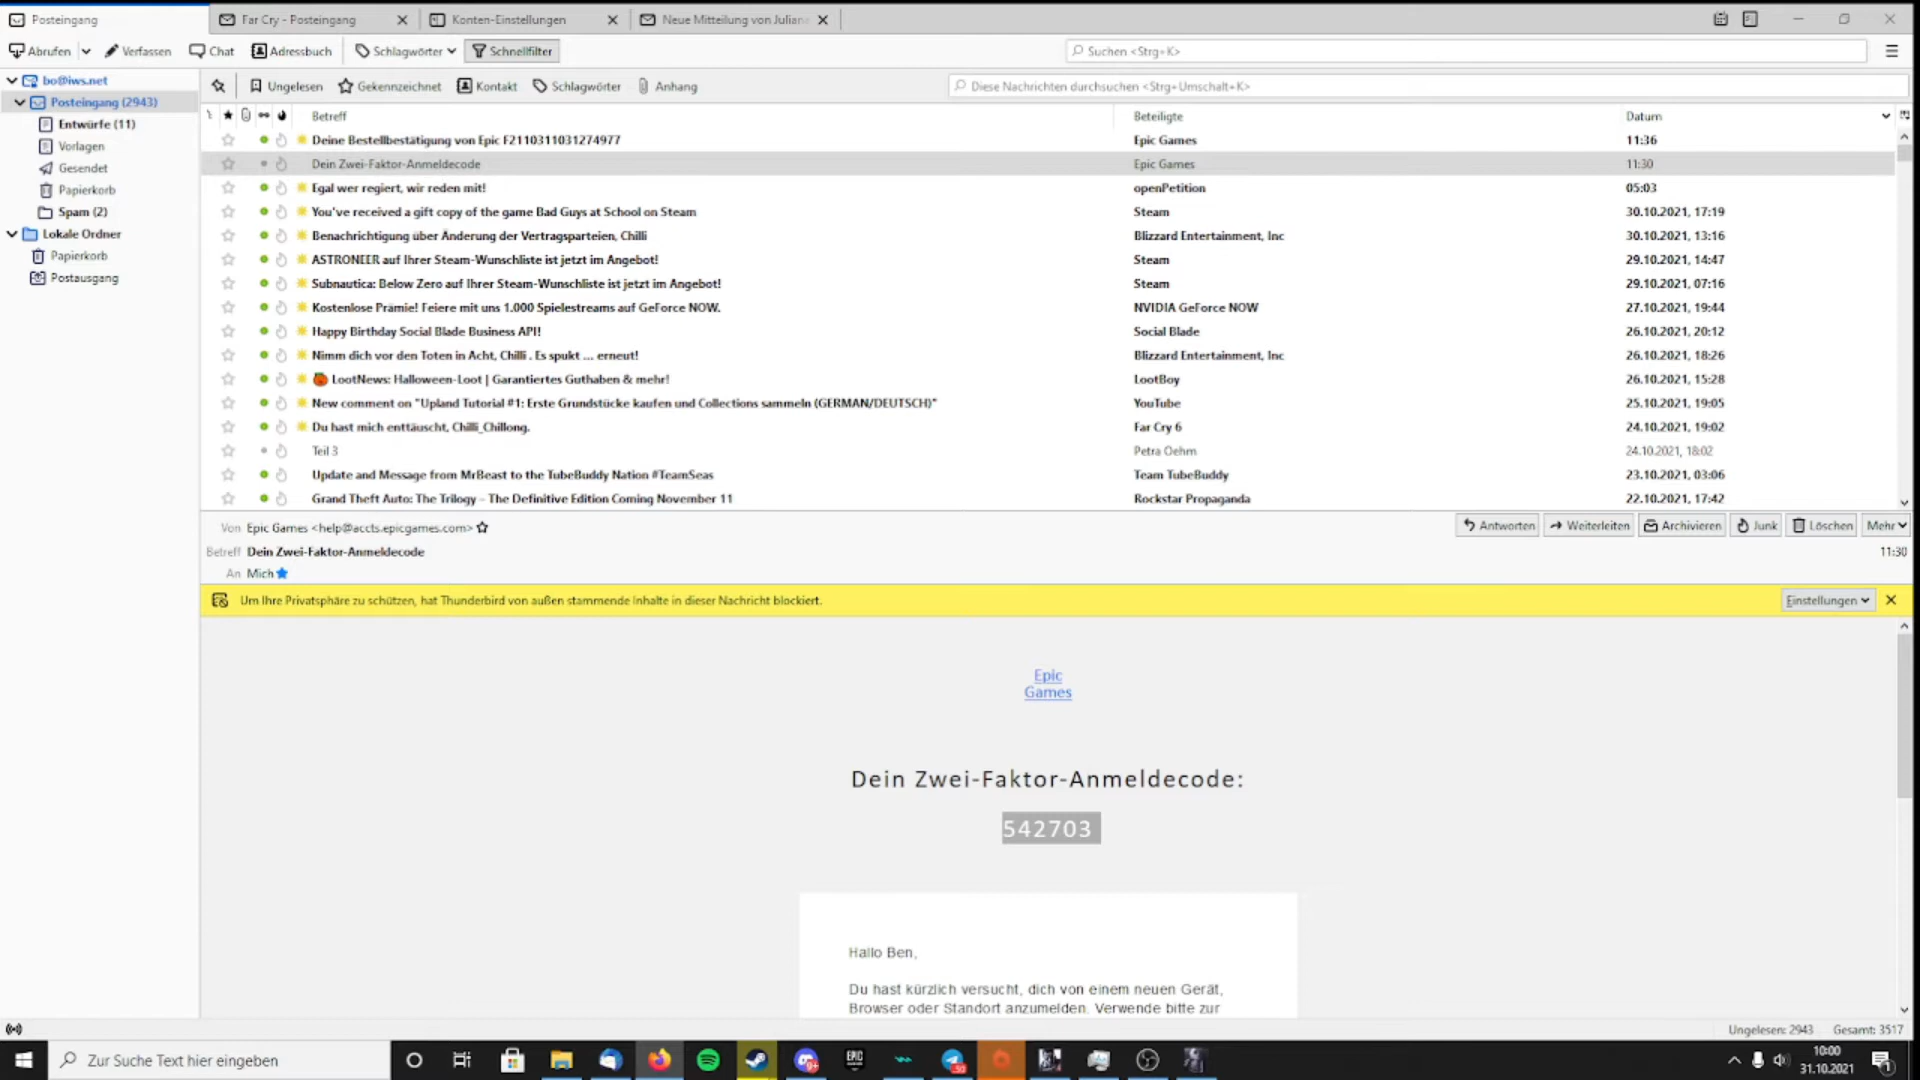 Posteingang
Far Cry - Posteingang
Konten-Einstellungen
Neue Mitteilung von Julian
Abrufen
Verfassen
Chat
Adressbuch
Schlagwörter
Schnellfilter
Suchen <Strg+K>
bo@iws.net
Posteingang (2943)
Entwürfe (11)
Vorlagen
Gesendet
Papierkorb
Spam (2)
Lokale Ordner
Papierkorb
Postausgang
Ungelesen
Gekennzeichnet
Kontakt
Schlagwörter
Anhang
Diese Nachrichten durchsuchen <Strg+Umschalt+K>
Betreff Beteiligte Datum
Deine Bestellbestätigung von Epic F2110311031274977 Epic Games 11:36
Dein Zwei-Faktor-Anmeldecode Epic Games 11:30
Egal wer regiert, wir reden mit! openPetition 05:03
You've received a gift copy of the game Bad Guys at School on Steam Steam 30.10.2021, 17:19
Benachrichtigung über Änderung der Vertragsparteien, Chilli Blizzard Entertainment, Inc 30.10.2021, 13:16
ASTRONEER auf Ihrer Steam-Wunschliste ist jetzt im Angebot! Steam 29.10.2021, 14:47
Subnautica: Below Zero auf Ihrer Steam-Wunschliste ist jetzt im Angebot! Steam 29.10.2021, 07:16
Kostenlose Prämie! Feiere mit uns 1.000 Spielestreams auf GeForce NOW. NVIDIA GeForce NOW 27.10.2021, 19:44
Happy Birthday Social Blade Business API! Social Blade 26.10.2021, 20:12
Nimm dich vor den Toten in Acht, Chilli . Es spukt ... erneut! Blizzard Entertainment, Inc 26.10.2021, 18:26
LootNews: Halloween-Loot | Garantiertes Guthaben & mehr! LootBoy 26.10.2021, 15:28
New comment on "Upland Tutorial #1: Erste Grundstücke kaufen und Collections sammeln (GERMAN/DEUTSCH)" YouTube 25.10.2021, 19:05
Du hast mich enttäuscht, Chilli_Chillong. Far Cry 6 24.10.2021, 19:02
Teil 3 Petra Oehm 24.10.2021, 18:02
Update and Message from MrBeast to the TubeBuddy Nation #TeamSeas Team TubeBuddy 23.10.2021, 03:06
Grand Theft Auto: The Trilogy – The Definitive Edition Coming November 11 Rockstar Propaganda 22.10.2021, 17:42
Von Epic Games <help@accts.epicgames.com>
Antworten
Weiterleiten
Archivieren
Junk
Löschen
Mehr
Betreff Dein Zwei-Faktor-Anmeldecode 11:30
An Mich
Um Ihre Privatsphäre zu schützen, hat Thunderbird von außen stammende Inhalte in dieser Nachricht blockiert.
Einstellungen
Epic
Games
Dein Zwei-Faktor-Anmeldecode:
542703
Hallo Ben,
Du hast kürzlich versucht, dich von einem neuen Gerät,
Browser oder Standort anzumelden. Verwende bitte zur
Ungelesen: 2943 Gesamt: 3517
Zur Suche Text hier eingeben
EPIC
10:00
31.10.2021